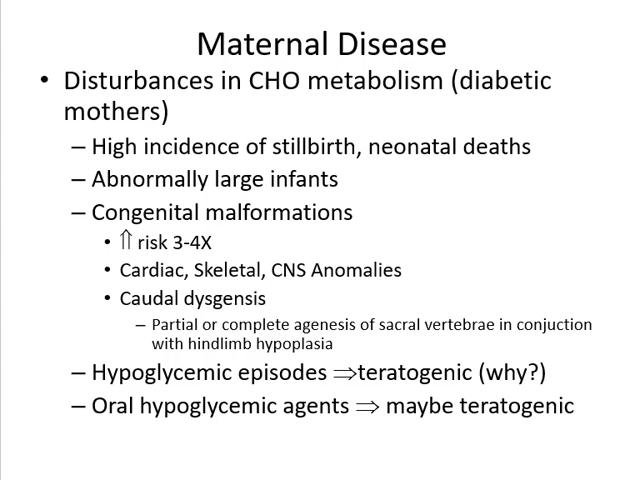 Maternal Disease
• Disturbances in CHO metabolism (diabetic
mothers)
– High incidence of stillbirth, neonatal deaths
– Abnormally large infants
– Congenital malformations
• ⇑ risk 3-4X
• Cardiac, Skeletal, CNS Anomalies
• Caudal dysgensis
– Partial or complete agenesis of sacral vertebrae in conjuction
with hindlimb hypoplasia
– Hypoglycemic episodes ⇒teratogenic (why?)
– Oral hypoglycemic agents ⇒ maybe teratogenic